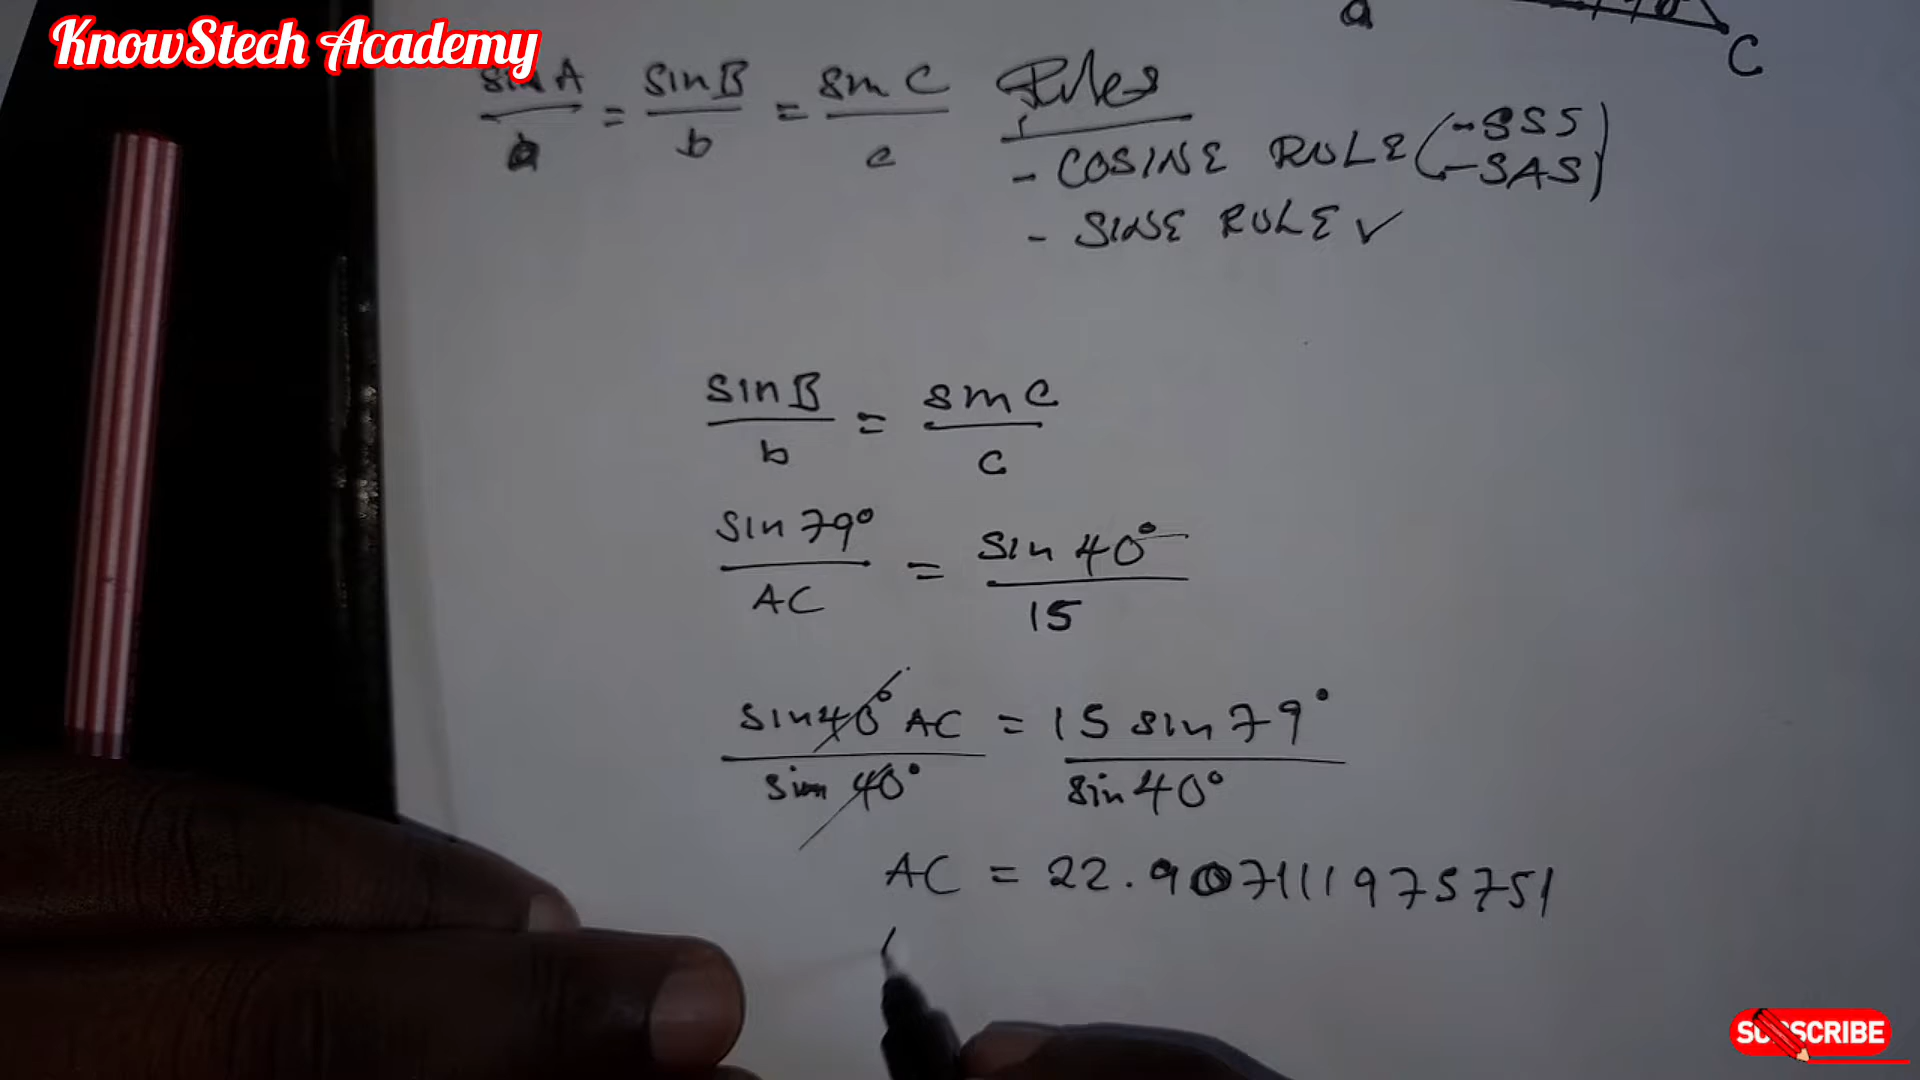 KnowStech Academy
a
C
sin A/a = sin B/b = sin C/c
Rules
- COSINE RULE (-SSS
-SAS)
- SINE RULE ✓
sin B/b = sin C/c
sin 79°/AC = sin 40°/15
sin 40° AC/sin 40° = 15 sin 79°/sin 40°
AC = 22.907111975751
SUBSCRIBE